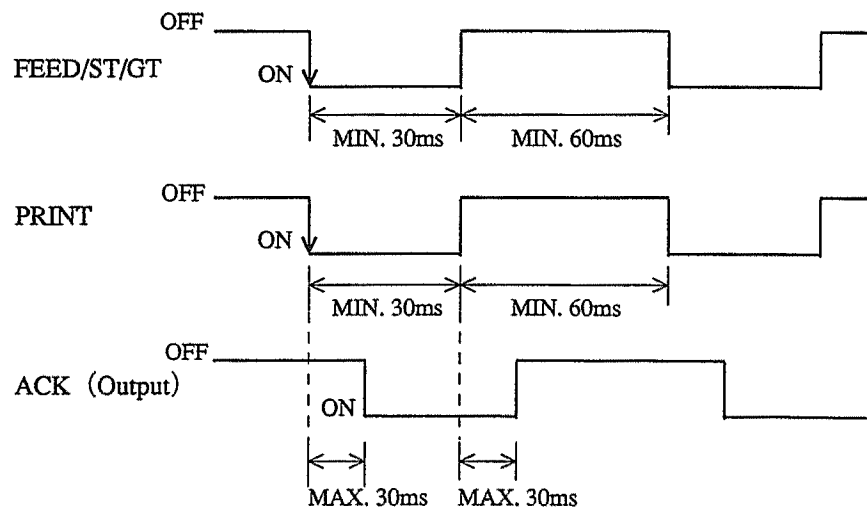 OFF
FEED/ST/GT
ON
MIN. 30ms MIN. 60ms
OFF
PRINT
ON
MIN. 30ms MIN. 60ms
OFF
ACK (Output)
ON
MAX. 30ms MAX. 30ms